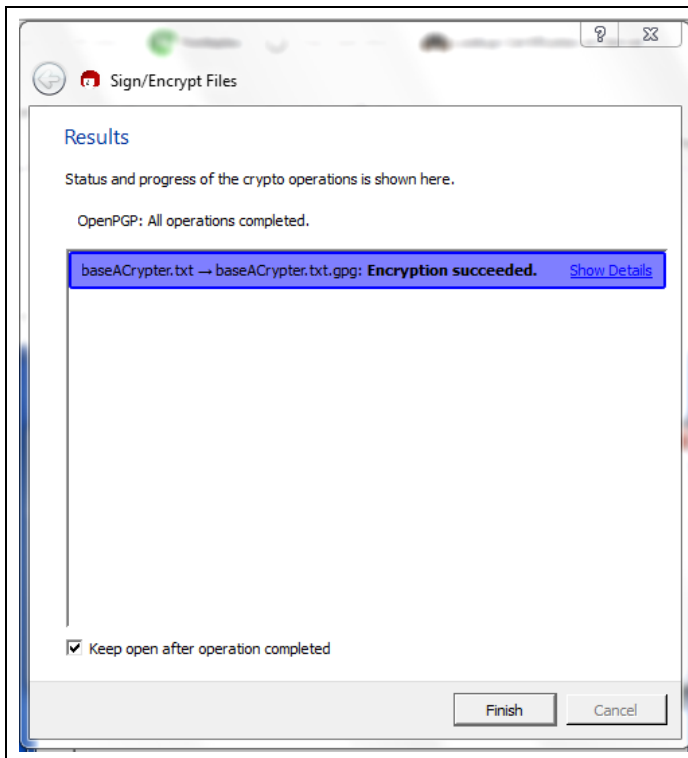 Sign/Encrypt Files
Results
Status and progress of the crypto operations is shown here.
OpenPGP: All operations completed.
baseACrypter.txt → baseACrypter.txt.gpg: Encryption succeeded. Show Details
Keep open after operation completed
Finish Cancel